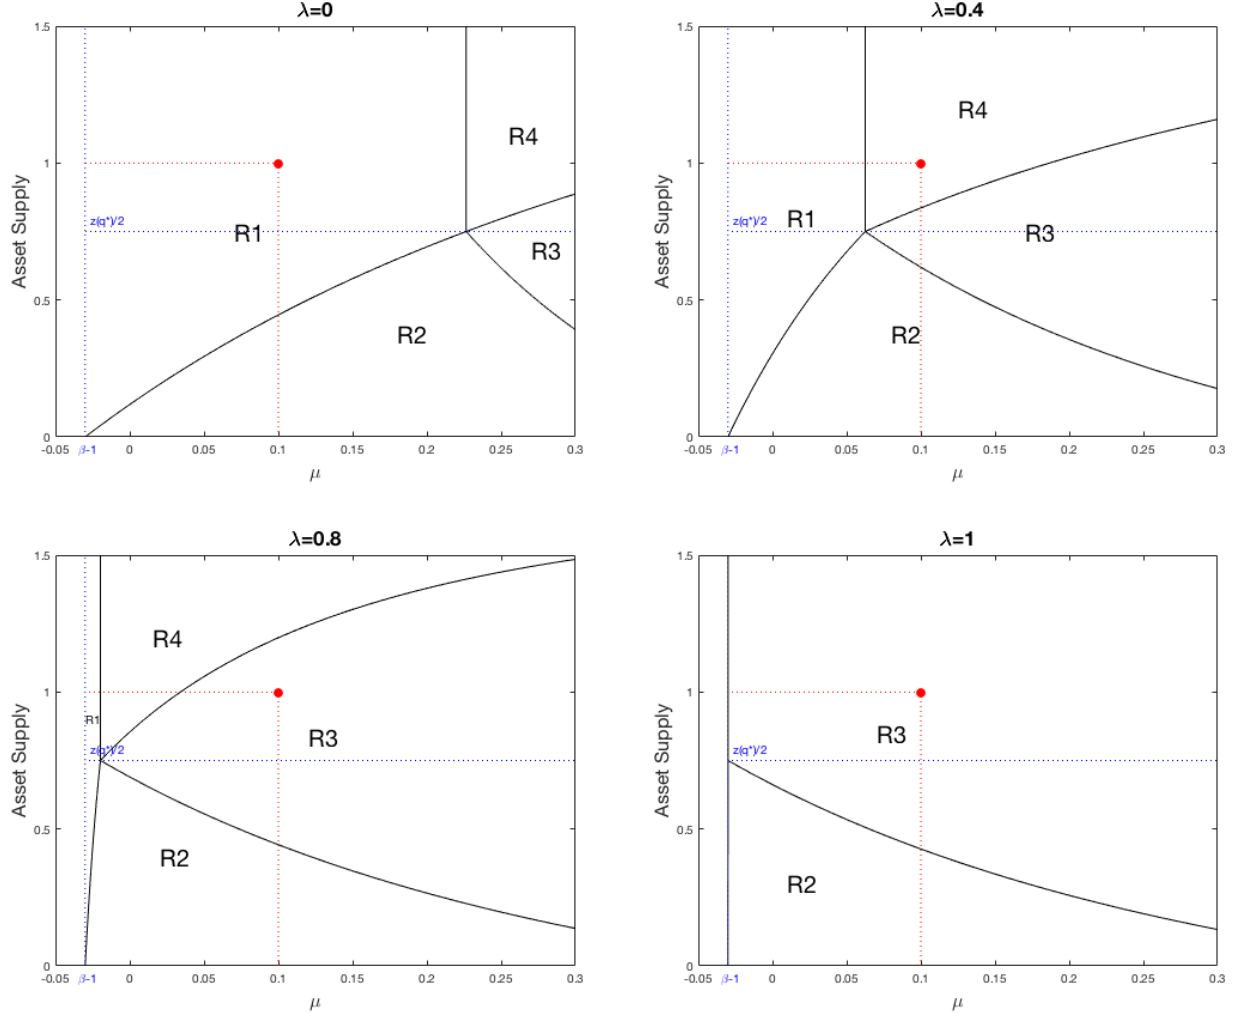 λ=0
1.5
1
0.5
0
Asset Supply
z(q*)/2
R1
R2
R3
R4
-0.05
β-1
0
0.05
0.1
0.15
0.2
0.25
0.3
μ
λ=0.4
1.5
1
0.5
0
Asset Supply
z(q*)/2
R1
R2
R3
R4
-0.05
β-1
0
0.05
0.1
0.15
0.2
0.25
0.3
μ
λ=0.8
1.5
1
0.5
0
Asset Supply
R4
R1
z(q*)/2
R3
R2
-0.05
β-1
0
0.05
0.1
0.15
0.2
0.25
0.3
μ
λ=1
1.5
1
0.5
0
Asset Supply
z(q*)/2
R3
R2
-0.05
β-1
0
0.05
0.1
0.15
0.2
0.25
0.3
μ